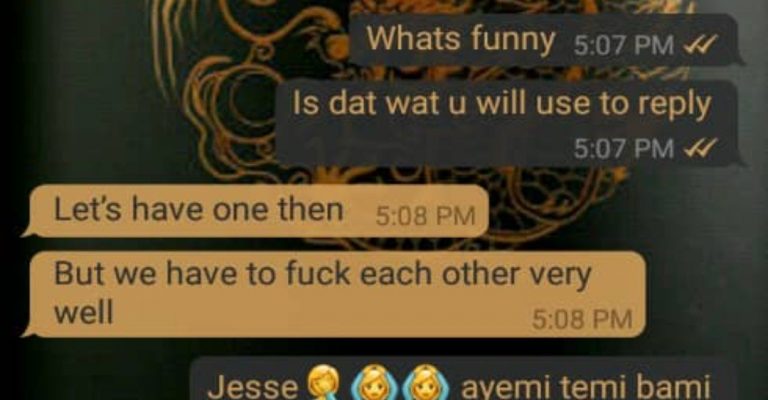 Whats funny 5:07 PM
Is dat wat u will use to reply
5:07 PM
Let's have one then 5:08 PM
But we have to fuck each other very
well 5:08 PM
Jesse 🤦‍♀️ 🙆‍♀️ 🙆‍♀️ ayemi temi bami